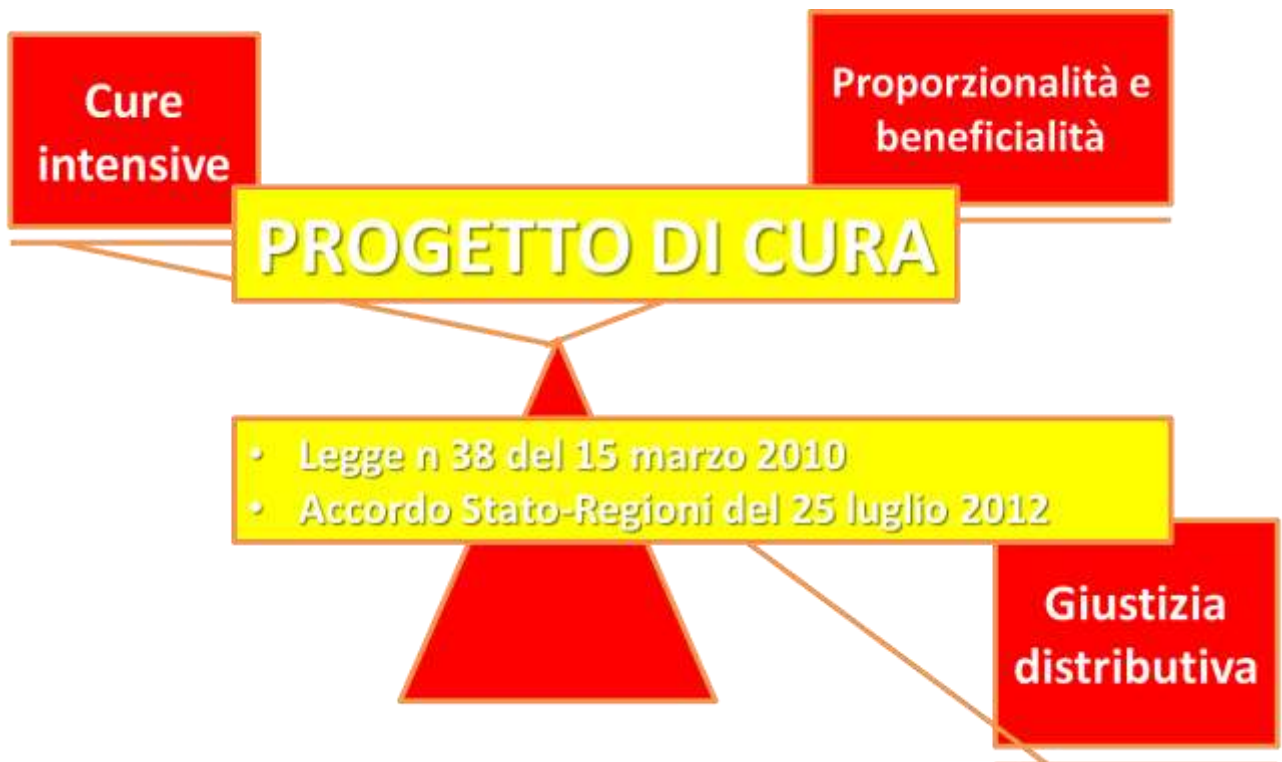 Cure
intensive
Proporzionalità e
beneficialità
PROGETTO DI CURA
• Legge n 38 del 15 marzo 2010
• Accordo Stato-Regioni del 25 luglio 2012
Giustizia
distributiva